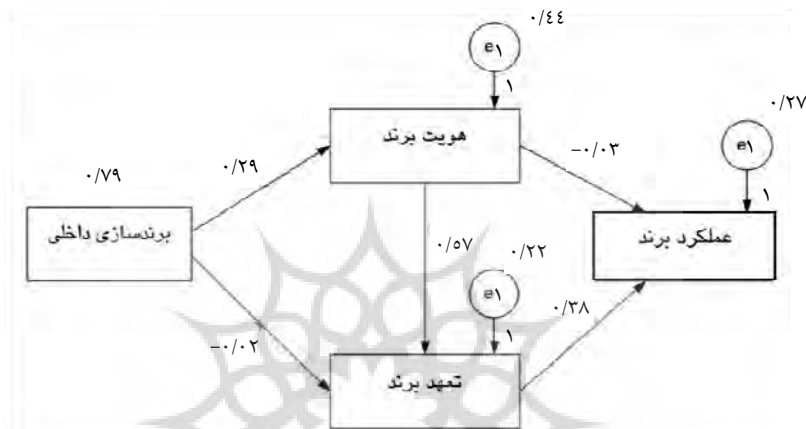 ۰/۴۴
e۱
۱
هویت برند
۰/۲۷
e۱
۱
-۰/۰۳
۰/۷۹
۰/۲۹
برندسازی داخلی
عملکرد برند
۰/۵۷
۰/۲۲
e۱
۱
-۰/۰۲
۰/۳۸
تعهد برند